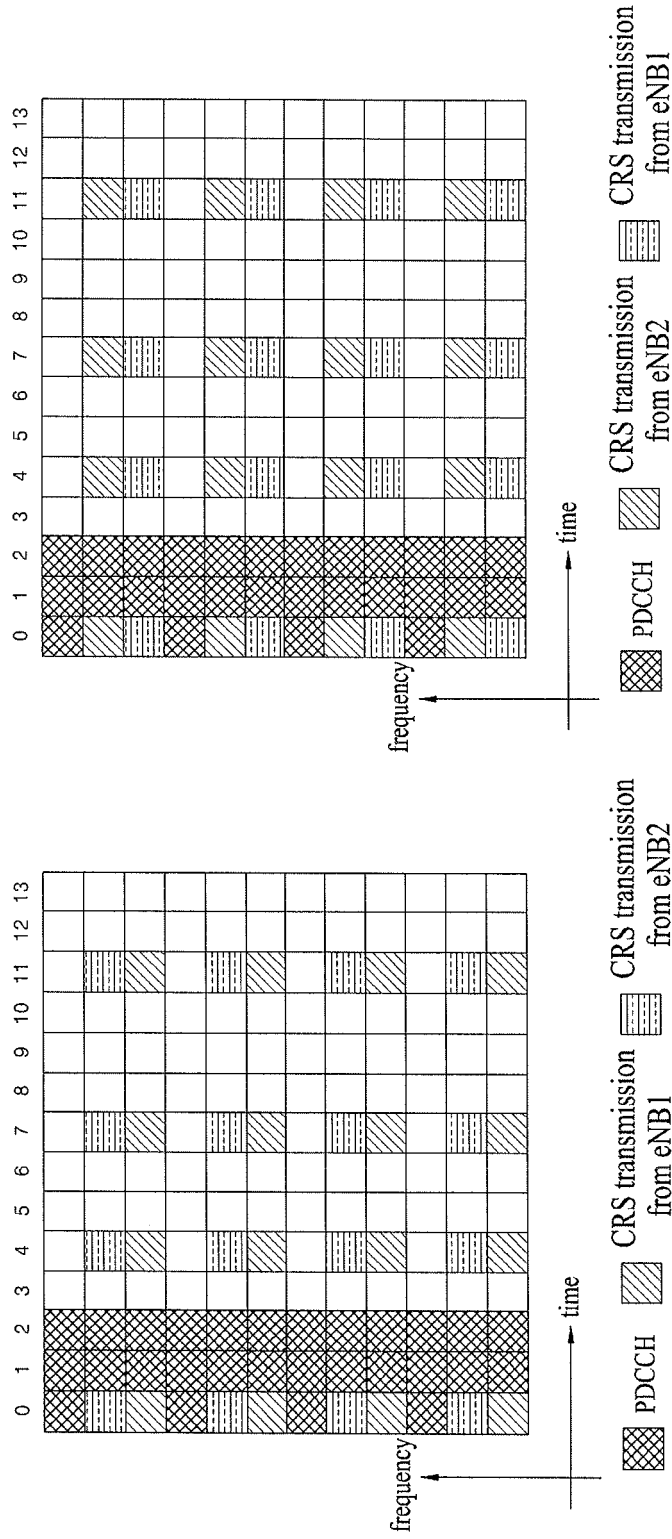 0 1 2 3 4 5 6 7 8 9 10 11 12 13
frequency
time
PDCCH
CRS transmission
from eNB1
CRS transmission
from eNB2
0 1 2 3 4 5 6 7 8 9 10 11 12 13
frequency
time
PDCCH
CRS transmission
from eNB2
CRS transmission
from eNB1